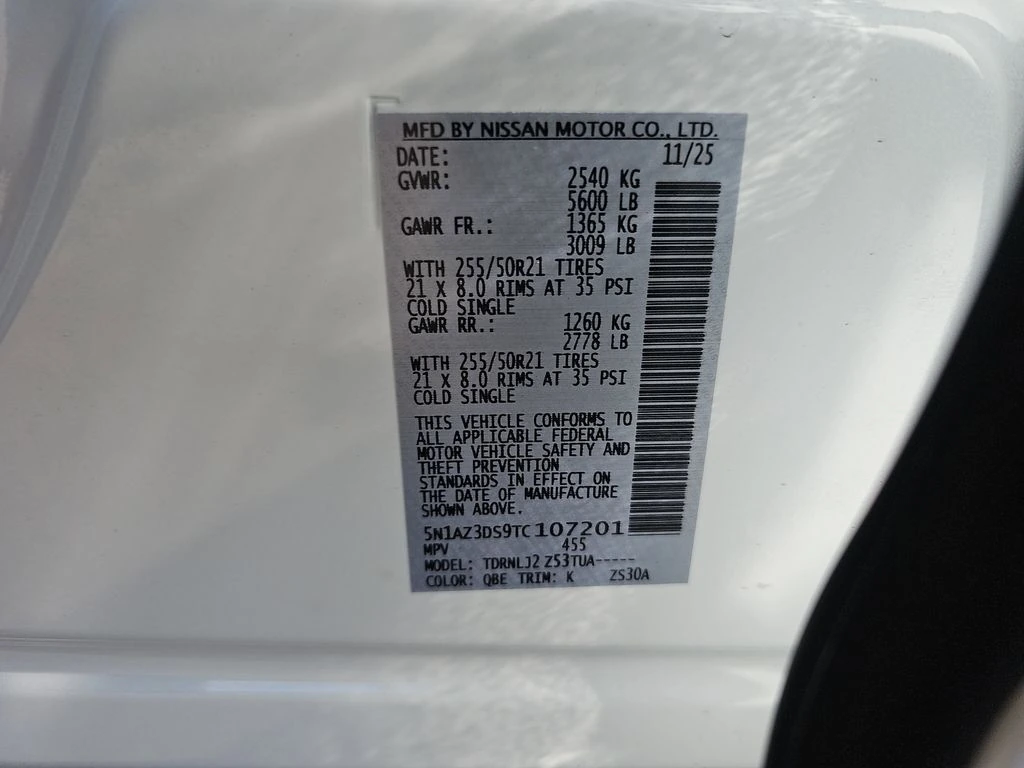 MFD BY NISSAN MOTOR CO., LTD.
DATE: 11/25
GVWR: 2540 KG
5600 LB
GAWR FR.: 1365 KG
3009 LB
WITH 255/50R21 TIRES
21 X 8.0 RIMS AT 35 PSI
COLD SINGLE
GAWR RR.: 1260 KG
2778 LB
WITH 255/50R21 TIRES
21 X 8.0 RIMS AT 35 PSI
COLD SINGLE
THIS VEHICLE CONFORMS TO
ALL APPLICABLE FEDERAL
MOTOR VEHICLE SAFETY AND
THEFT PREVENTION
STANDARDS IN EFFECT ON
THE DATE OF MANUFACTURE
SHOWN ABOVE.
5N1AZ3DS9TC107201
MPV 455
MODEL: TDRNLJ2 Z53TUA-----
COLOR: QBE TRIM: K ZS30A